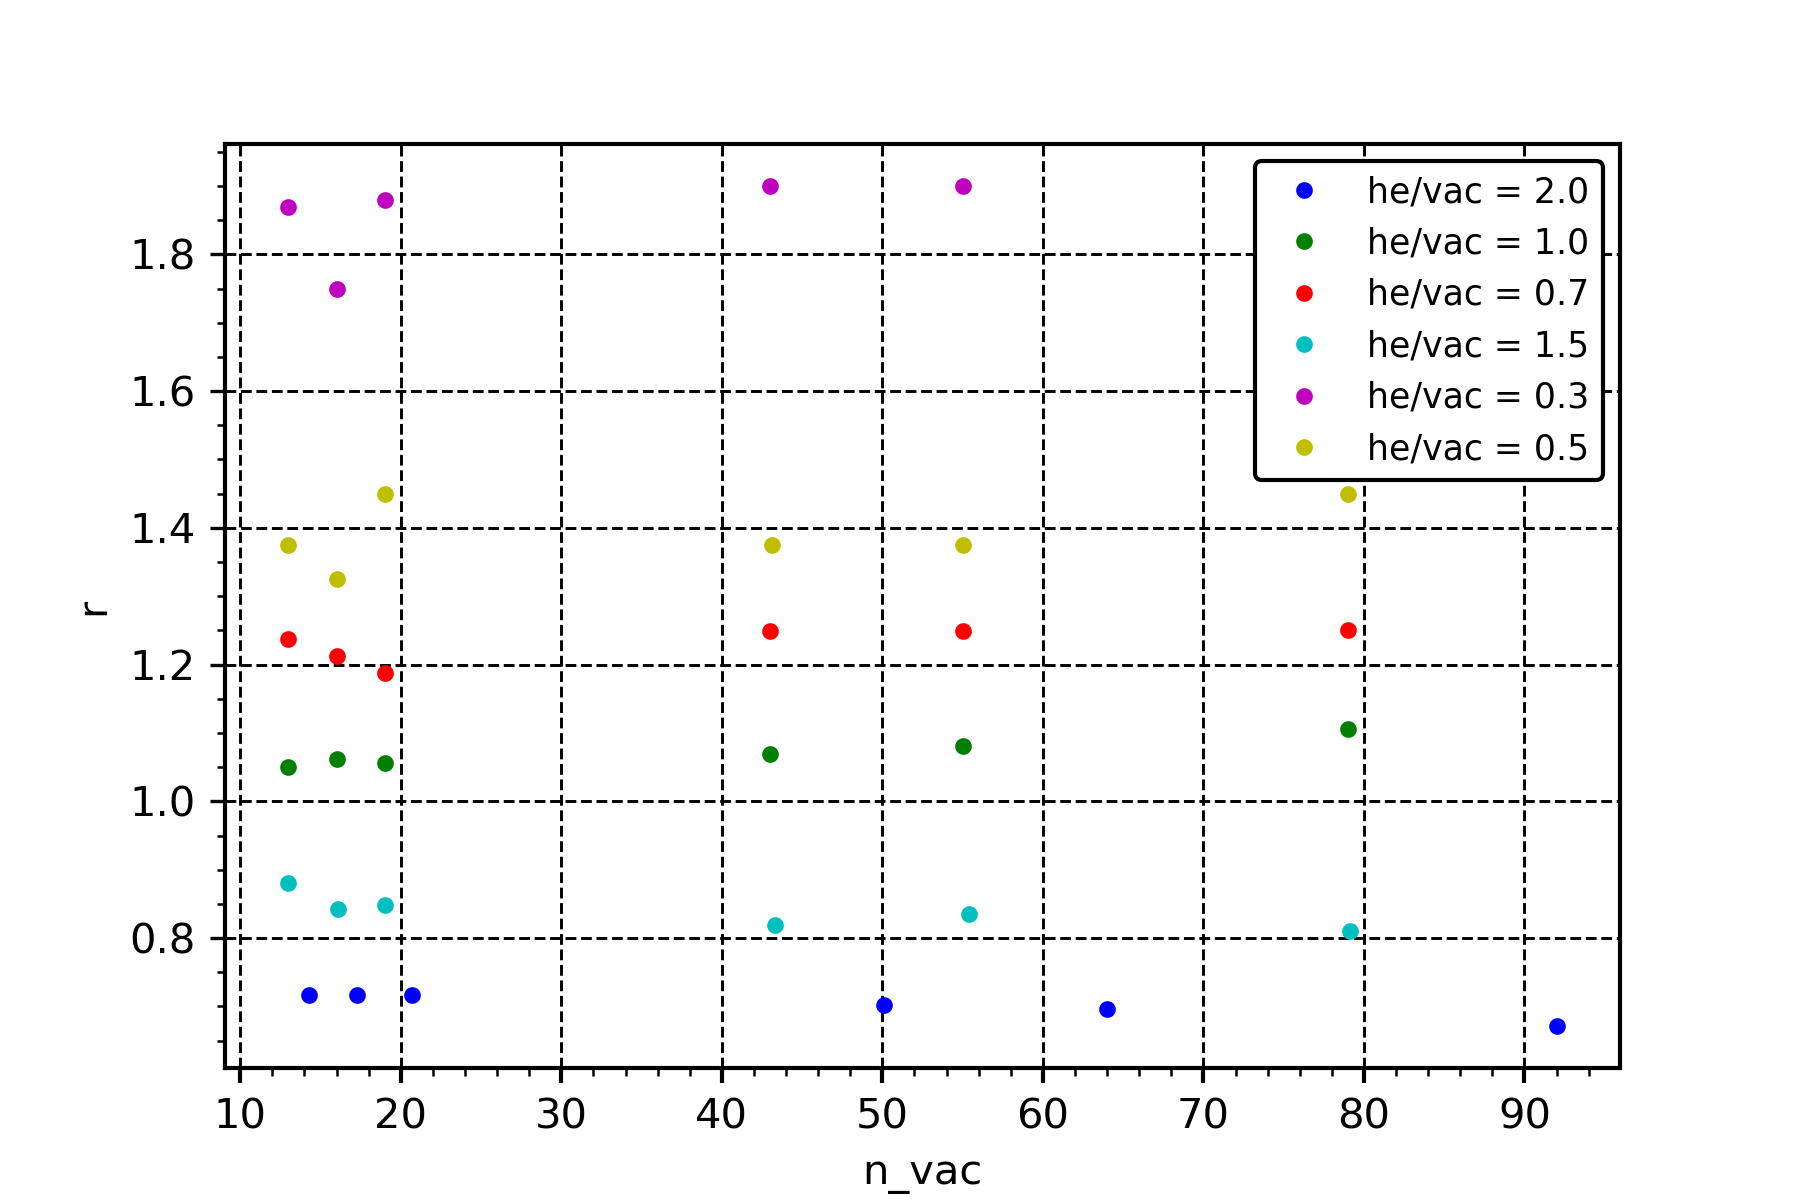 he/vac = 2.0
he/vac = 1.0
he/vac = 0.7
he/vac = 1.5
he/vac = 0.3
he/vac = 0.5
1.8
1.6
1.4
1.2
1.0
0.8
r
10 20 30 40 50 60 70 80 90
n_vac